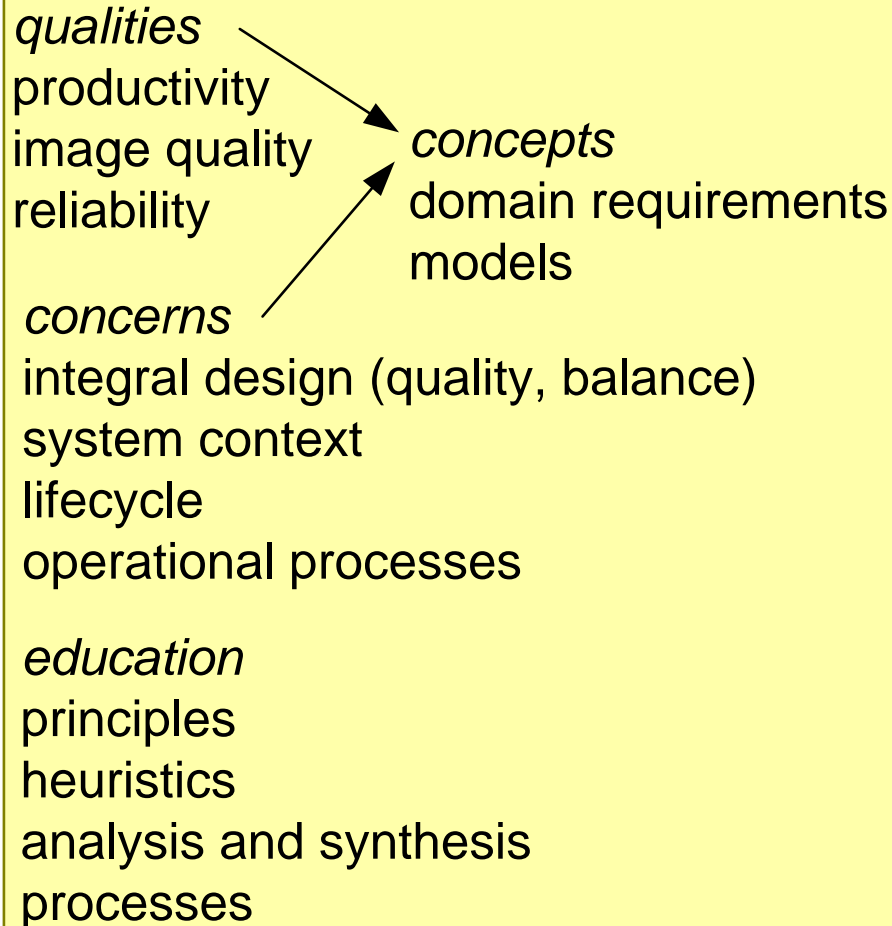 qualities
productivity
image quality
reliability
concepts
domain requirements
models
concerns
integral design (quality, balance)
system context
lifecycle
operational processes
education
principles
heuristics
analysis and synthesis
processes